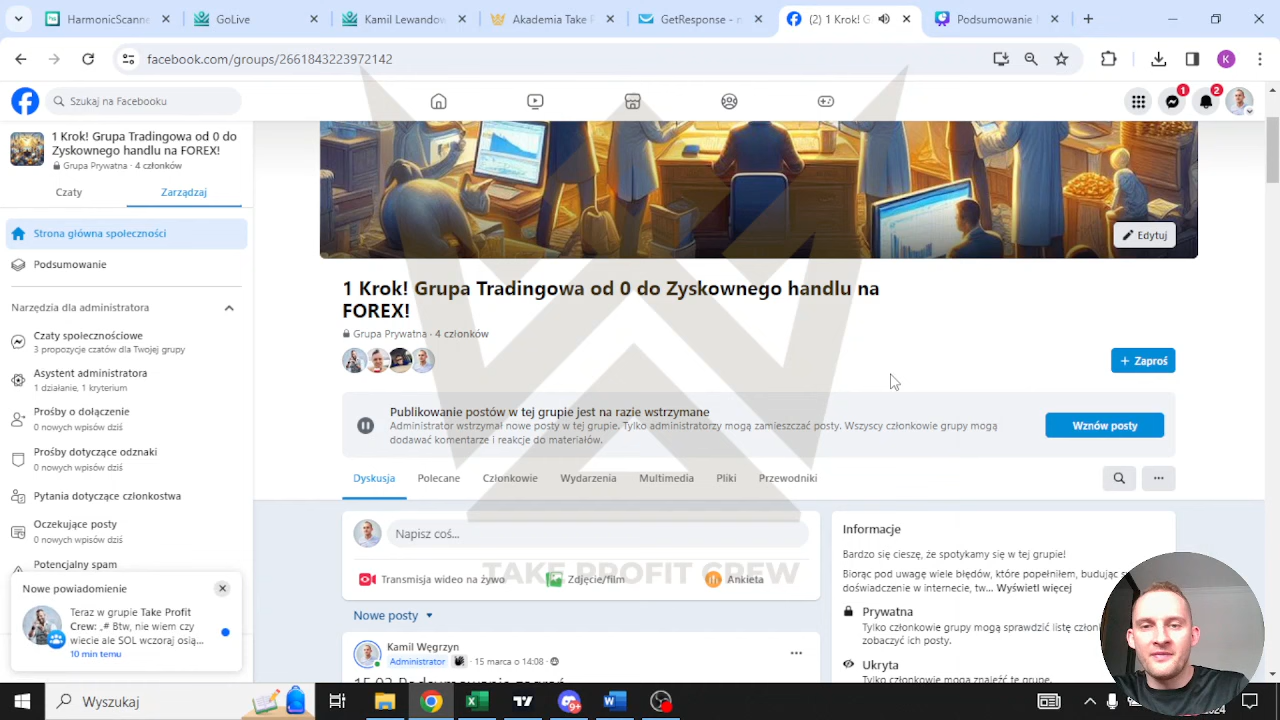 HarmonicScanne
GoLive
Kamil Lewandow
Akademia Take P
GetResponse - n
(2) 1 Krok! G
Podsumowanie
facebook.com/groups/2661843223972142
K
Szukaj na Facebooku
1
2
1 Krok! Grupa Tradingowa od 0 do
Zyskownego handlu na FOREX!
Grupa Prywatna · 4 członków
Czaty
Zarządzaj
Strona główna społeczności
Podsumowanie
Narzędzia dla administratora
Czaty społecznościowe
3 propozycje czatów dla Twojej grupy
Asystent administratora
1 działanie, 1 kryterium
Prośby o dołączenie
0 nowych wpisów dziś
Prośby dotyczące odznaki
0 nowych wpisów dziś
Pytania dotyczące członkostwa
Oczekujące posty
0 nowych wpisów dziś
Potencjalny spam
Nowe powiadomienie
Teraz w grupie Take Profit
Crew: „# Btw, nie wiem czy
wiecie ale SOL wczoraj osią...
10 min temu
Edytuj
1 Krok! Grupa Tradingowa od 0 do Zyskownego handlu na
FOREX!
Grupa Prywatna · 4 członków
+ Zaproś
Publikowanie postów w tej grupie jest na razie wstrzymane
Administrator wstrzymał nowe posty w tej grupie. Tylko administratorzy mogą zamieszczać posty. Wszyscy członkowie grupy mogą
dodawać komentarze i reakcje do materiałów.
Wznów posty
Dyskusja
Polecane
Członkowie
Wydarzenia
Multimedia
Pliki
Przewodniki
Napisz coś...
Transmisja wideo na żywo
Zdjęcie/film
Ankieta
TAKE PROFIT CREW
Nowe posty
Kamil Węgrzyn
Administrator
· 15 marca o 14:08 ·
Informacje
Bardzo się cieszę, że spotykamy się w tej grupie!
Biorąc pod uwagę wiele błędów, które popełniłem, budując s
doświadczenie w internecie, tw... Wyświetl więcej
Prywatna
Tylko członkowie grupy mogą sprawdzić listę człon
zobaczyć ich posty.
Ukryta
Wyszukaj